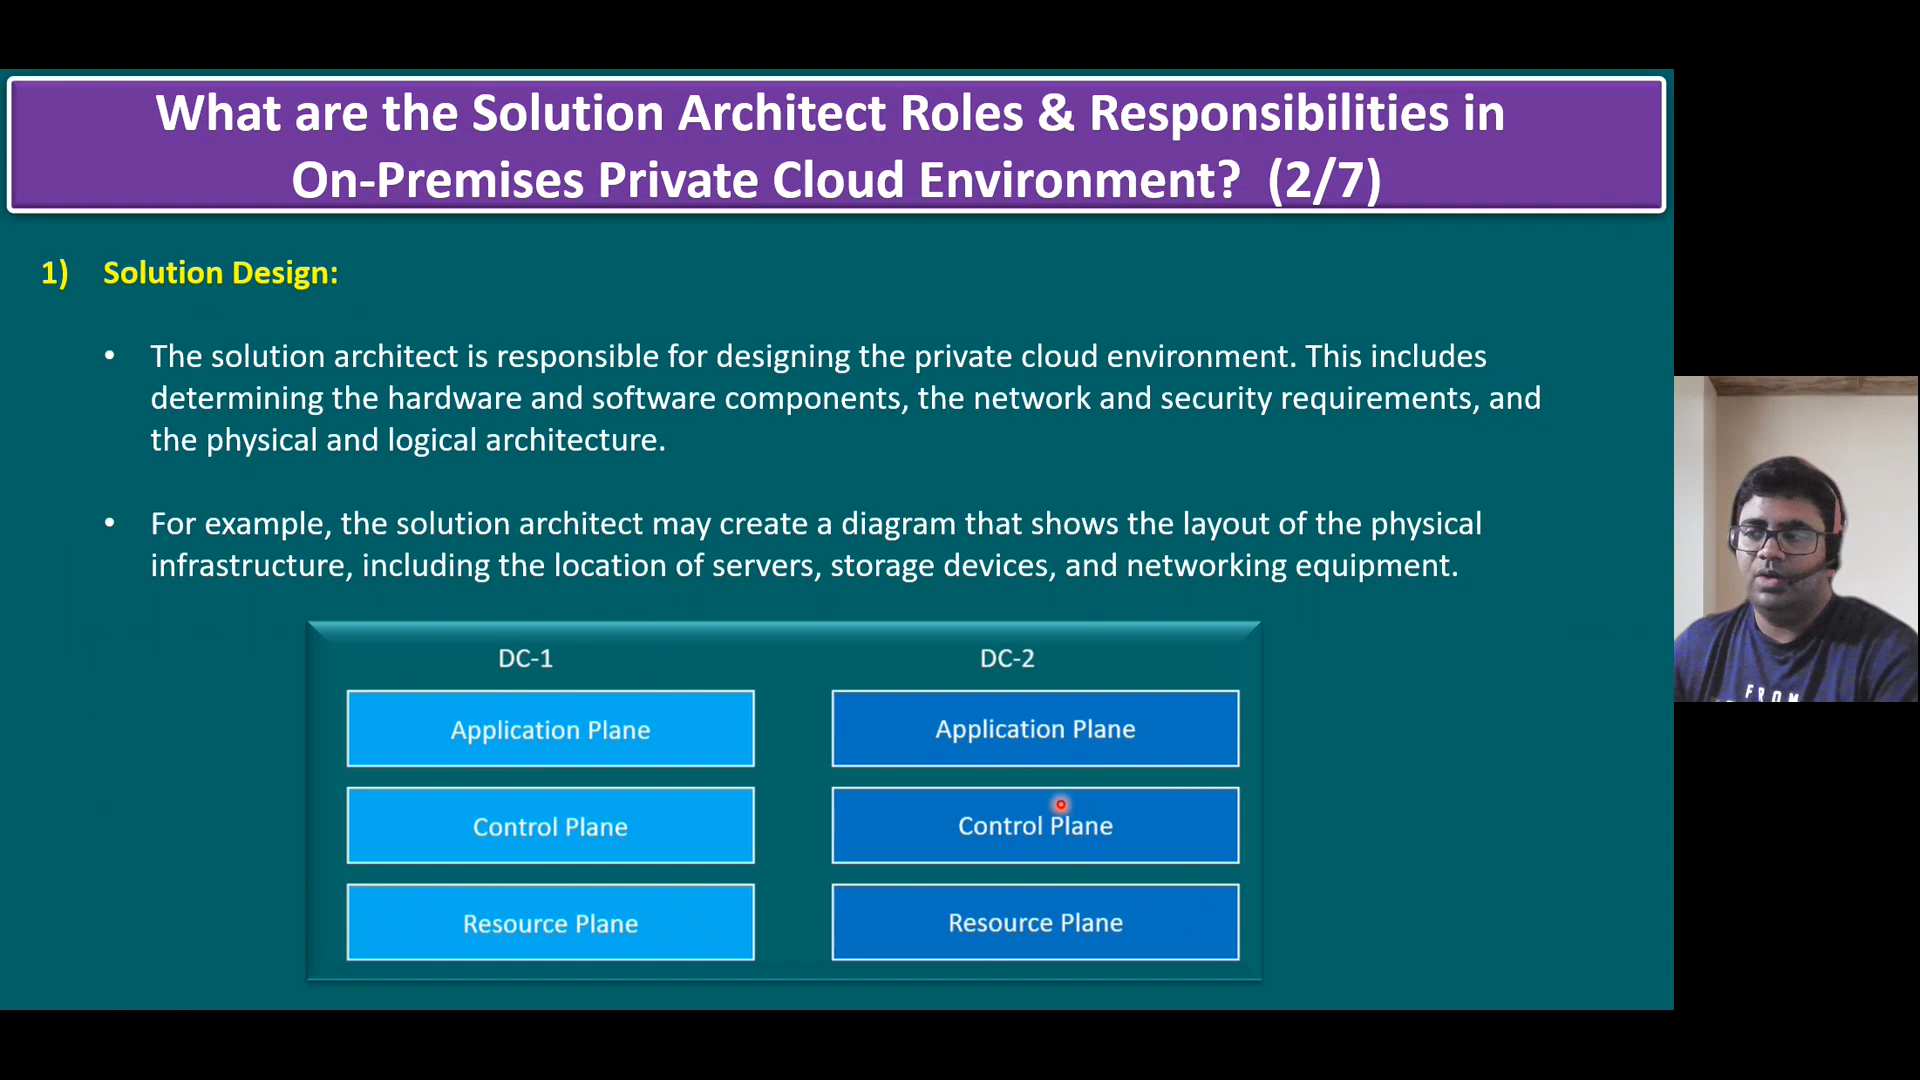 What are the Solution Architect Roles & Responsibilities in
On-Premises Private Cloud Environment? (2/7)
1) Solution Design:
• The solution architect is responsible for designing the private cloud environment. This includes
determining the hardware and software components, the network and security requirements, and
the physical and logical architecture.
• For example, the solution architect may create a diagram that shows the layout of the physical
infrastructure, including the location of servers, storage devices, and networking equipment.
DC-1
DC-2
Application Plane
Application Plane
Control Plane
Control Plane
Resource Plane
Resource Plane
FROM